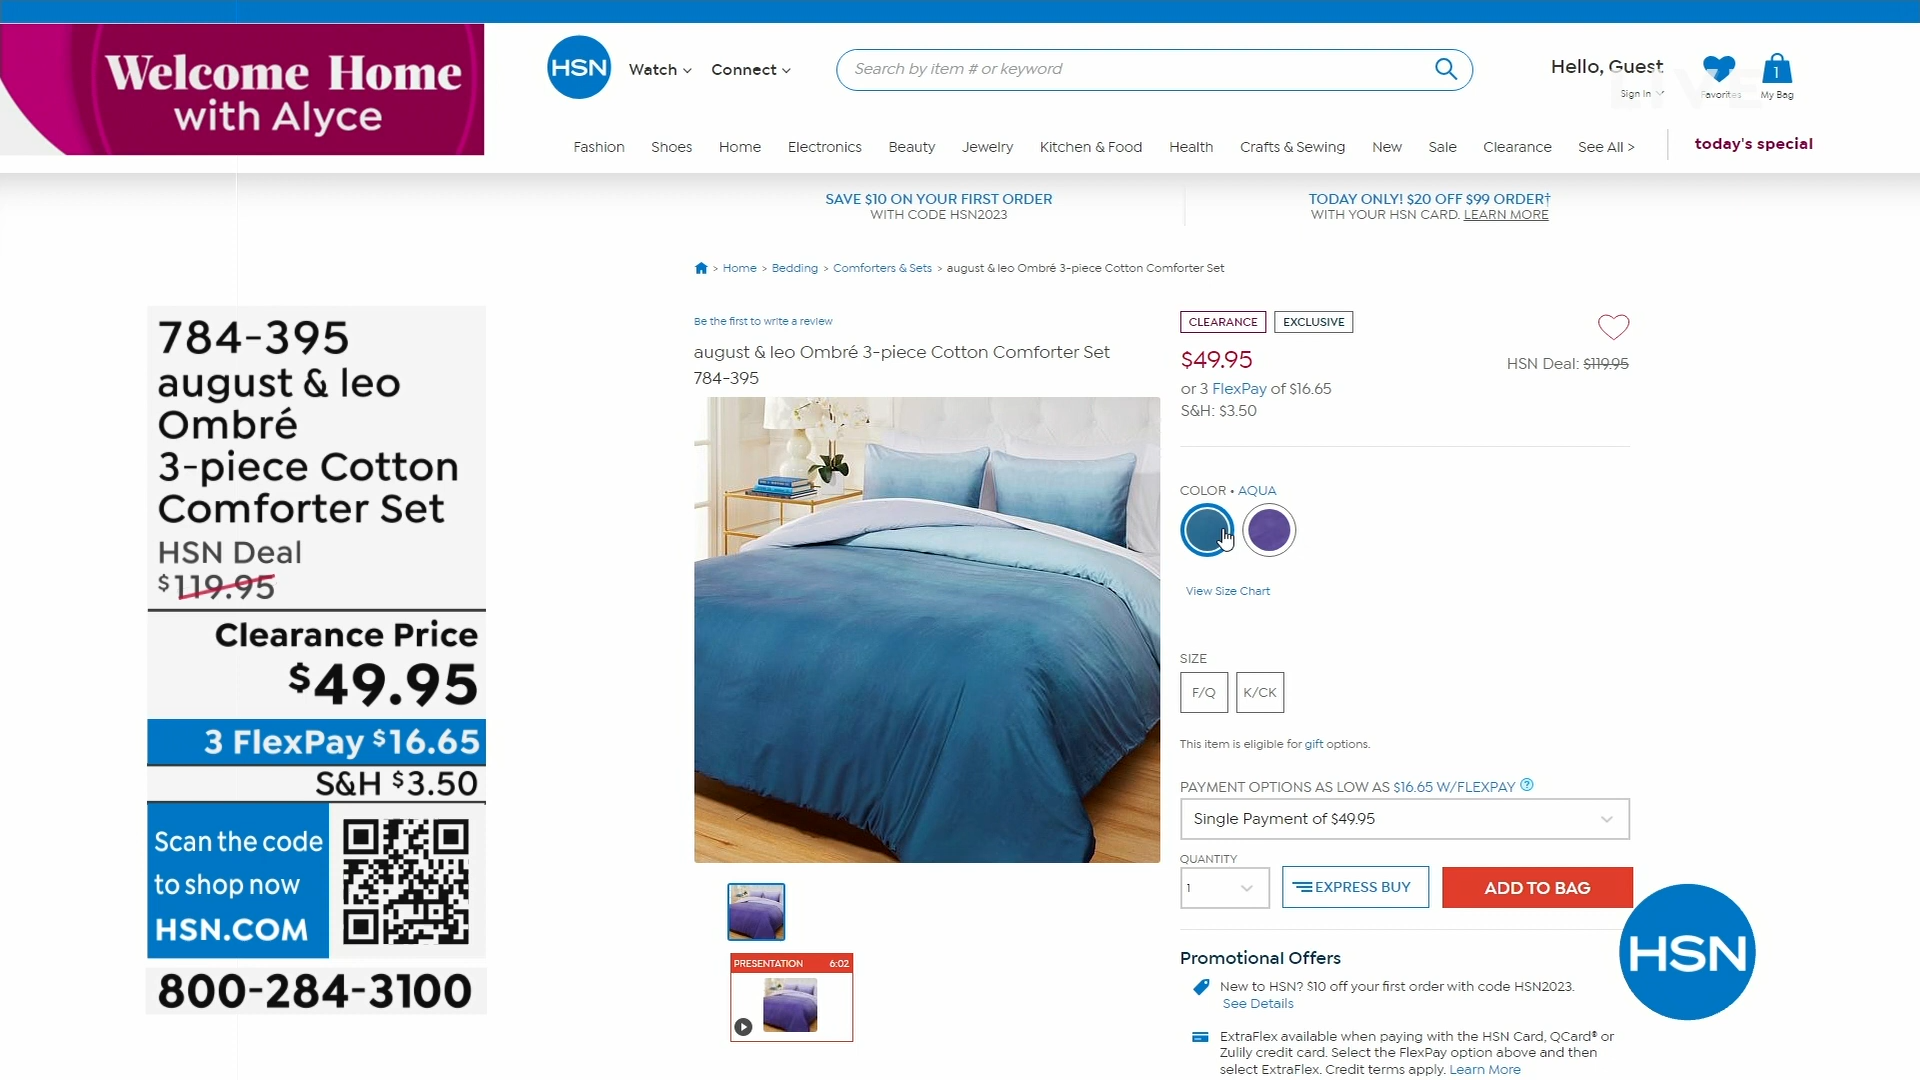 Welcome Home
with Alyce
HSN
Watch
Connect
Search by item # or keyword
Hello, Guest
Sign In
Favorites
1
My Bag
LIVE
Fashion
Shoes
Home
Electronics
Beauty
Jewelry
Kitchen & Food
Health
Crafts & Sewing
New
Sale
Clearance
See All >
today's special
SAVE $10 ON YOUR FIRST ORDER
WITH CODE HSN2023
TODAY ONLY! $20 OFF $99 ORDER†
WITH YOUR HSN CARD. LEARN MORE
> Home > Bedding > Comforters & Sets > august & leo Ombré 3-piece Cotton Comforter Set
784-395
august & leo
Ombré
3-piece Cotton
Comforter Set
HSN Deal
$119.95
Clearance Price
$49.95
3 FlexPay $16.65
S&H $3.50
Scan the code
to shop now
HSN.COM
800-284-3100
Be the first to write a review
august & leo Ombré 3-piece Cotton Comforter Set
784-395
PRESENTATION 6:02
CLEARANCE
EXCLUSIVE
$49.95
HSN Deal: $119.95
or 3 FlexPay of $16.65
S&H: $3.50
COLOR • AQUA
View Size Chart
SIZE
F/Q
K/CK
This item is eligible for gift options.
PAYMENT OPTIONS AS LOW AS $16.65 W/FLEXPAY ?
Single Payment of $49.95
QUANTITY
1
EXPRESS BUY
ADD TO BAG
Promotional Offers
New to HSN? $10 off your first order with code HSN2023.
See Details
ExtraFlex available when paying with the HSN Card, QCard® or
Zulily credit card. Select the FlexPay option above and then
select ExtraFlex. Credit terms apply. Learn More
HSN